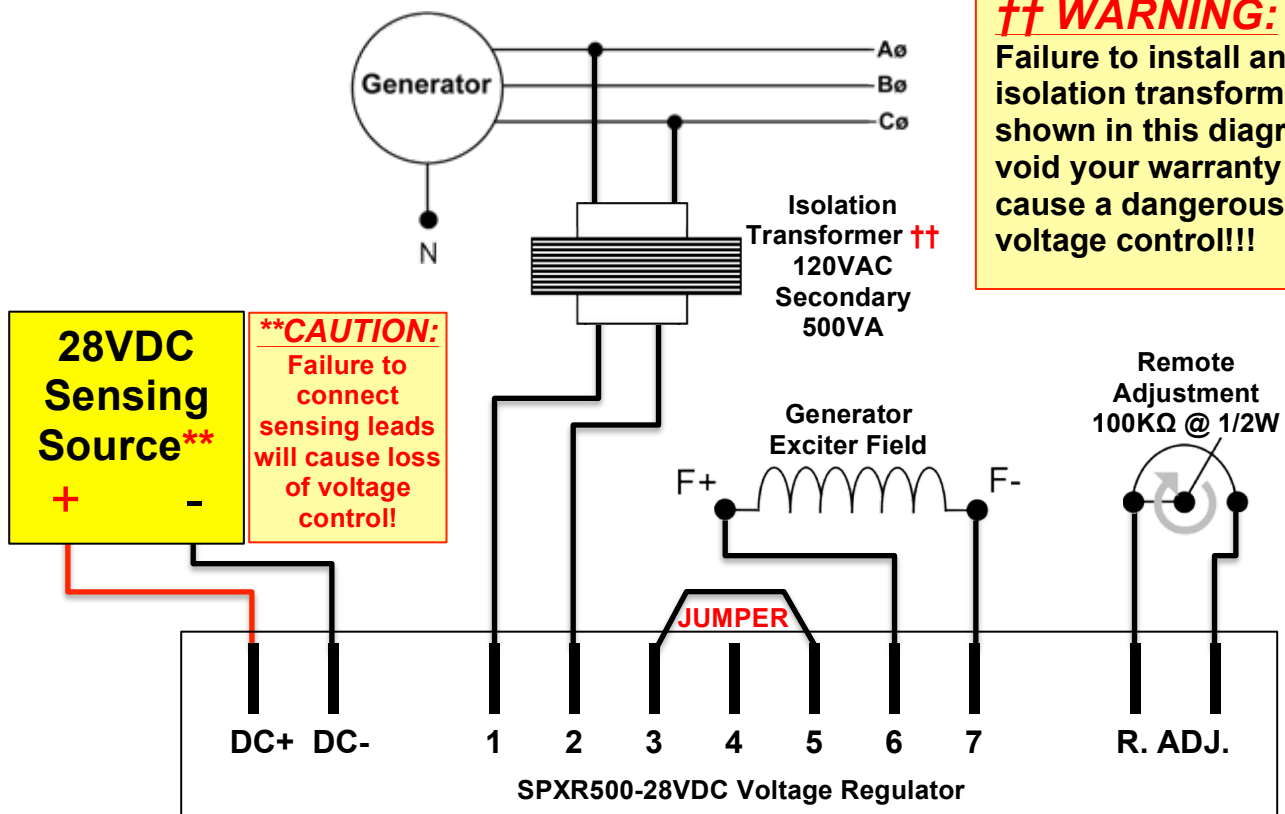 †† WARNING:
Failure to install an
isolation transform
shown in this diagr
void your warranty
cause a dangerous
voltage control!!!
Generator
Aø
Bø
Cø
N
Isolation
Transformer ††
120VAC
Secondary
500VA
28VDC
Sensing
Source**
+ -
**CAUTION:
Failure to
connect
sensing leads
will cause loss
of voltage
control!
Generator
Exciter Field
F+ F-
Remote
Adjustment
100KΩ @ 1/2W
JUMPER
DC+ DC- 1 2 3 4 5 6 7 R. ADJ.
SPXR500-28VDC Voltage Regulator